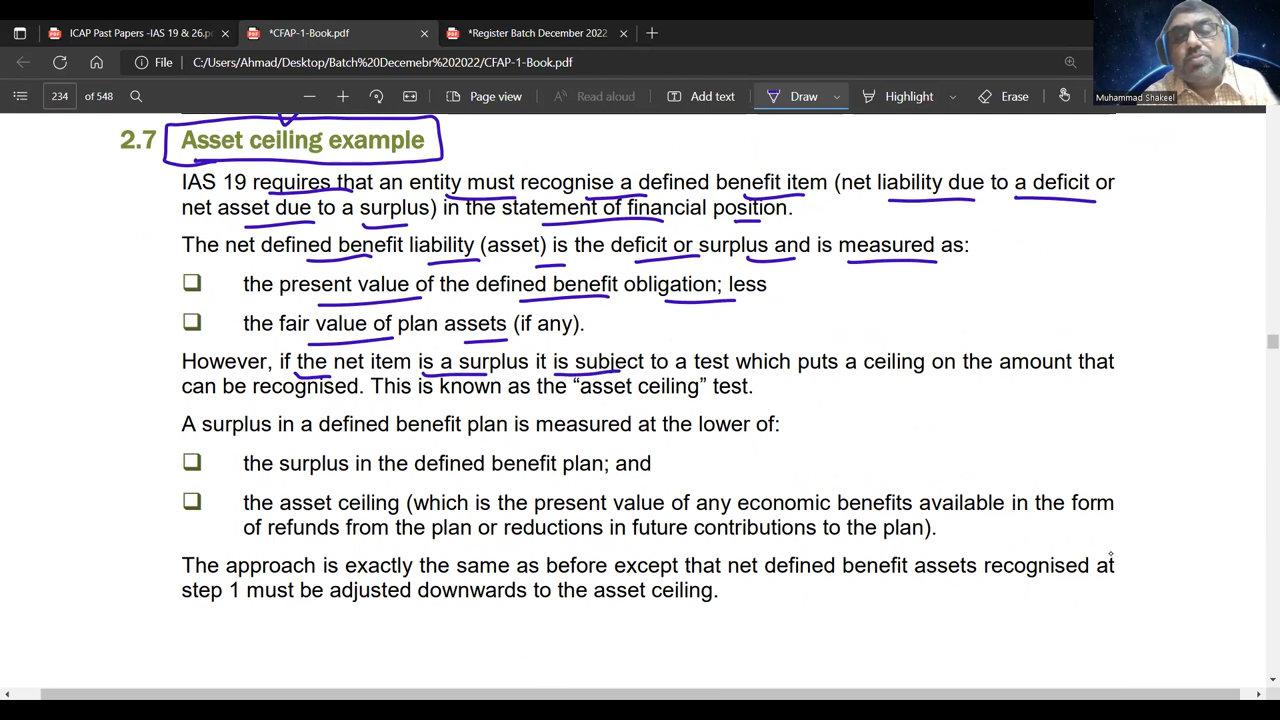 ICAP Past Papers -IAS 19 & 26.pdf
*CFAP-1-Book.pdf
*Register Batch December 2022
File
C:/Users/Ahmad/Desktop/Batch%20Decemebr%202022/CFAP-1-Book.pdf
234 of 548
Page view
Read aloud
Add text
Draw
Highlight
Erase
Muhammad Shakeel
2.7 Asset ceiling example
IAS 19 requires that an entity must recognise a defined benefit item (net liability due to a deficit or
net asset due to a surplus) in the statement of financial position.
The net defined benefit liability (asset) is the deficit or surplus and is measured as:
the present value of the defined benefit obligation; less
the fair value of plan assets (if any).
However, if the net item is a surplus it is subject to a test which puts a ceiling on the amount that
can be recognised. This is known as the “asset ceiling” test.
A surplus in a defined benefit plan is measured at the lower of:
the surplus in the defined benefit plan; and
the asset ceiling (which is the present value of any economic benefits available in the form
of refunds from the plan or reductions in future contributions to the plan).
The approach is exactly the same as before except that net defined benefit assets recognised at
step 1 must be adjusted downwards to the asset ceiling.